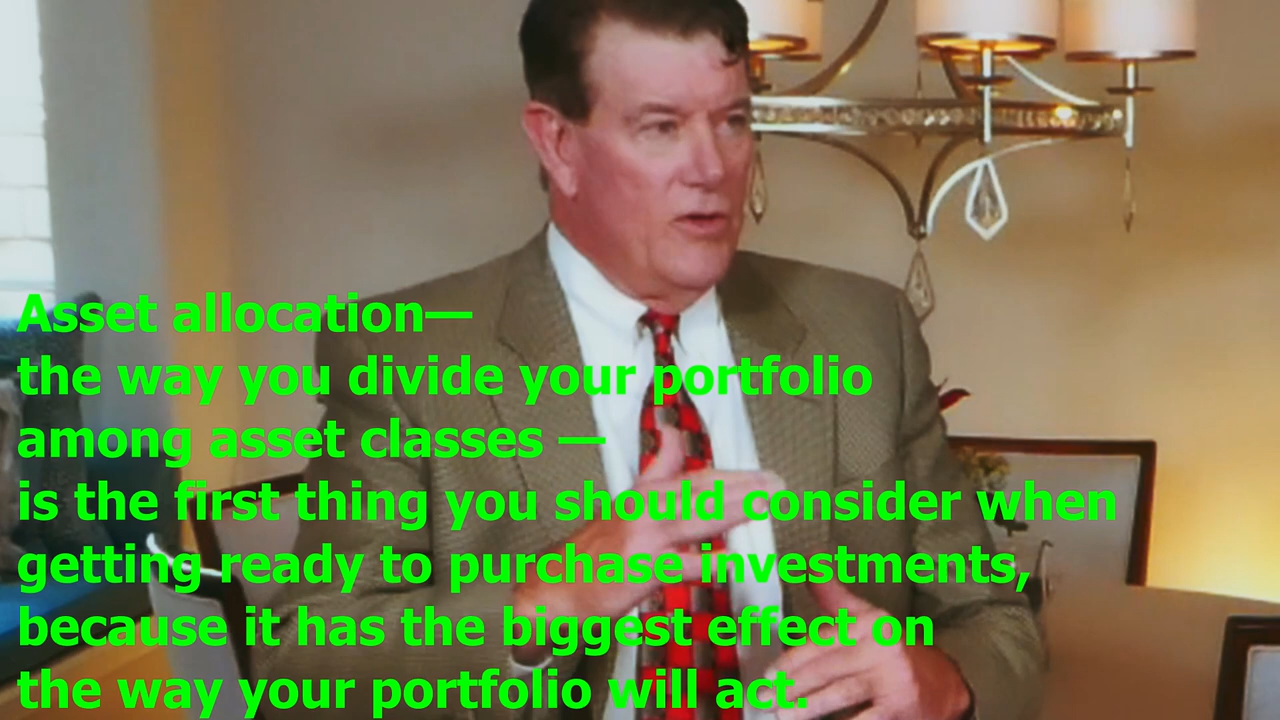 Asset allocation—
the way you divide your portfolio
among asset classes —
is the first thing you should consider when
getting ready to purchase investments,
because it has the biggest effect on
the way your portfolio will act.